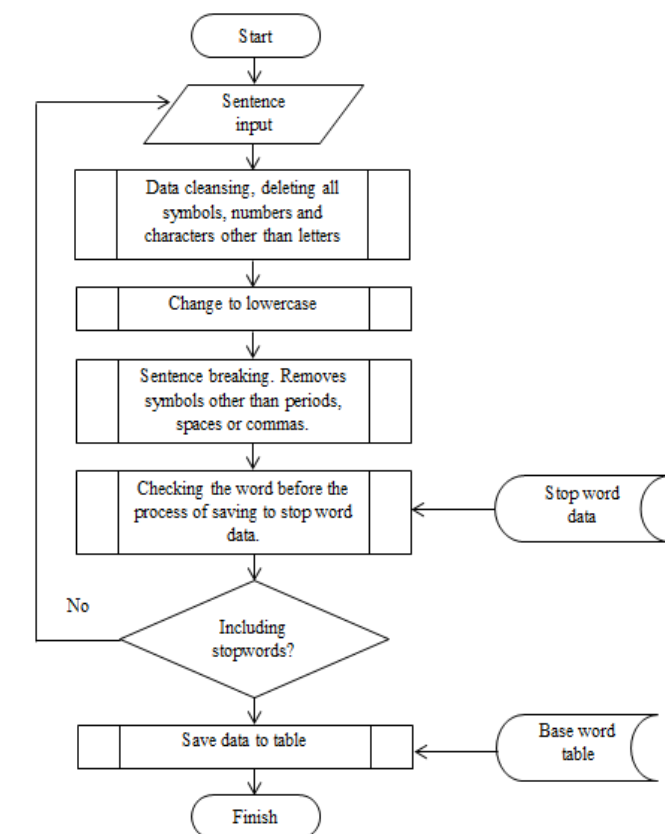 Start
Sentence
input
Data cleansing, deleting all
symbols, numbers and
characters other than letters
Change to lowercase
Sentence breaking. Removes
symbols other than periods,
spaces or commas.
Checking the word before the
process of saving to stop word
data.
Stop word
data
No
Including
stopwords?
Save data to table
Base word
table
Finish